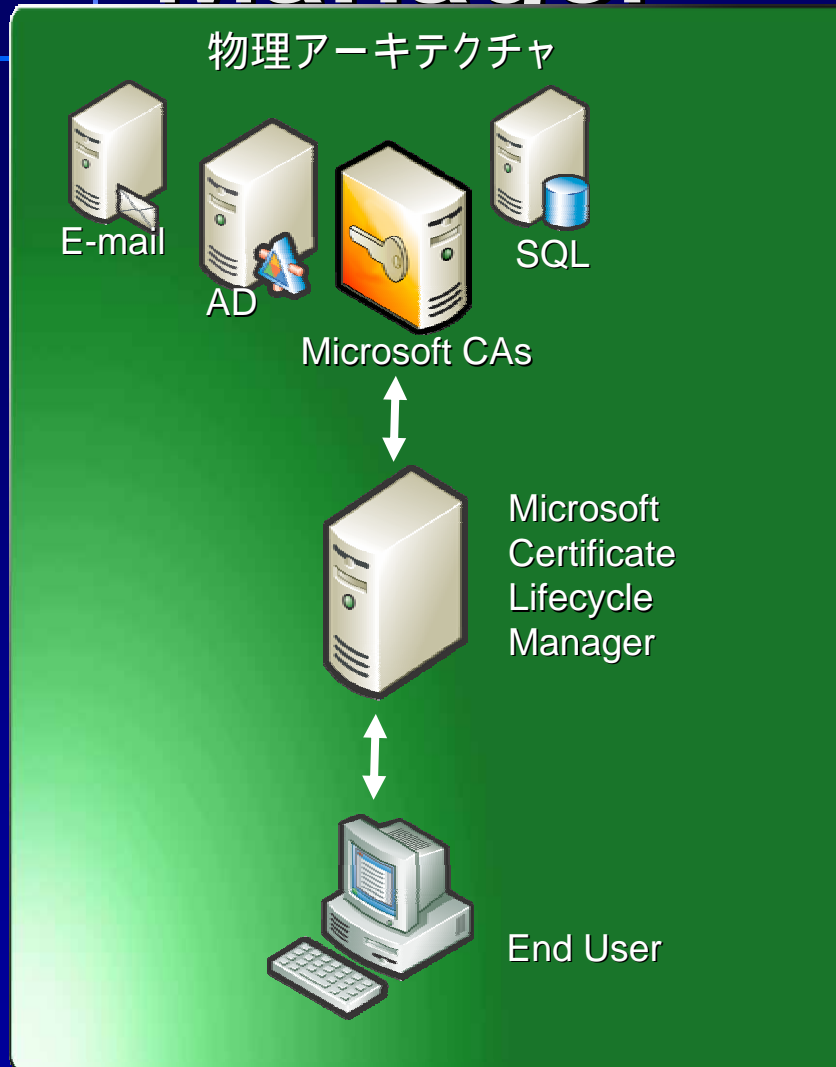 Manager
物理アーキテクチャ
E-mail
AD
SQL
Microsoft CAs
Microsoft
Certificate
Lifecycle
Manager
End User